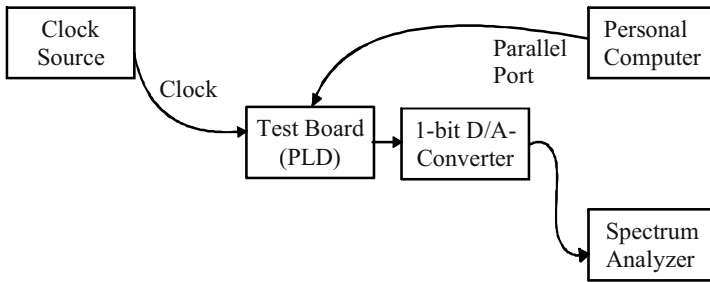 Clock
Source
Personal
Computer
Parallel
Port
Clock
Test Board
(PLD)
1-bit D/A-
Converter
Spectrum
Analyzer